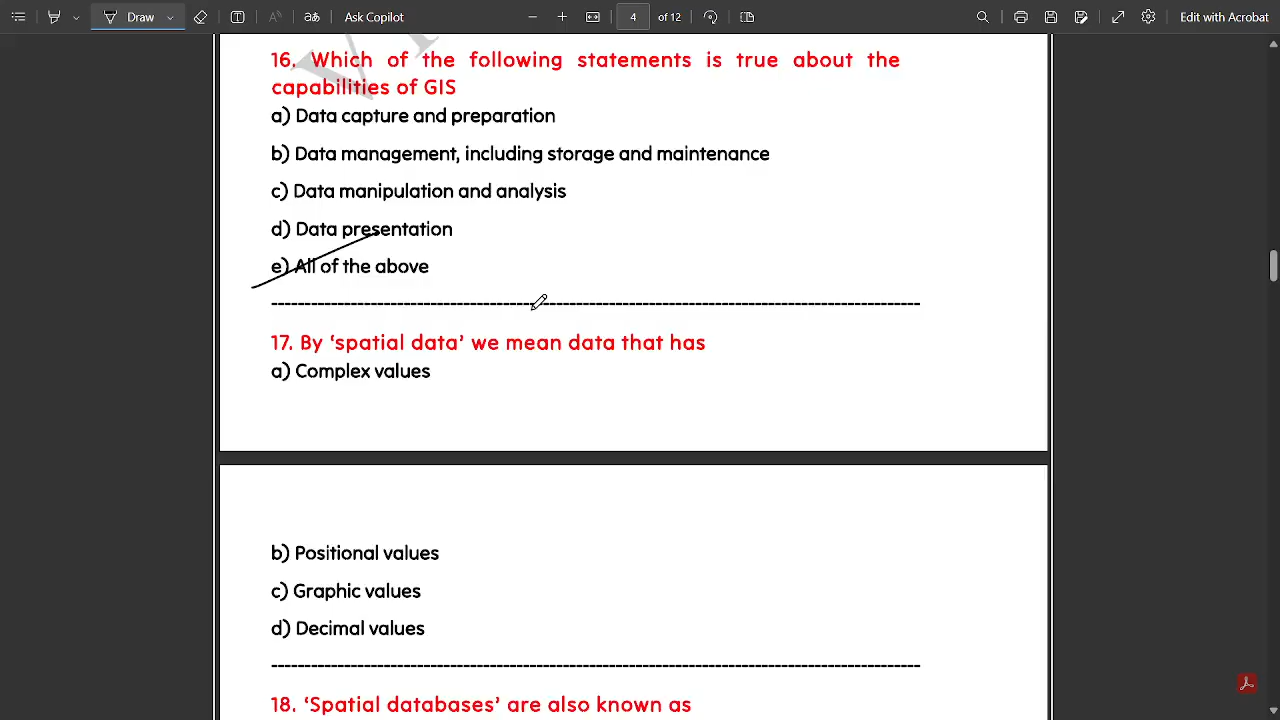 Draw
Ask Copilot
4 of 12
Edit with Acrobat
16. Which of the following statements is true about the
capabilities of GIS
a) Data capture and preparation
b) Data management, including storage and maintenance
c) Data manipulation and analysis
d) Data presentation
e) All of the above
17. By ‘spatial data’ we mean data that has
a) Complex values
b) Positional values
c) Graphic values
d) Decimal values
18. ‘Spatial databases’ are also known as